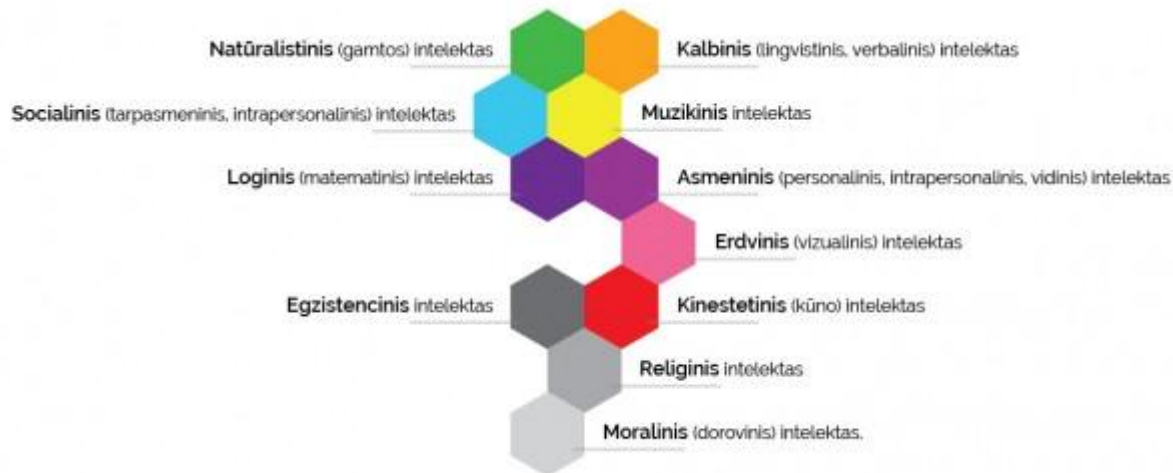 Natūralistinis (gamtos) intelektas
Kalbinis (lingvistinis, verbalinis) intelektas
Socialinis (tarpasmeninis, intrapersonalinis) intelektas
Muzikinis intelektas
Loginis (matematinis) intelektas
Asmeninis (personalinis, intrapersonalinis, vidinis) intelektas
Erdvinis (vizualinis) intelektas
Egzistencinis intelektas
Kinestetinis (kūno) intelektas
Religinis intelektas
Moralinis (dorovinis) intelektas.